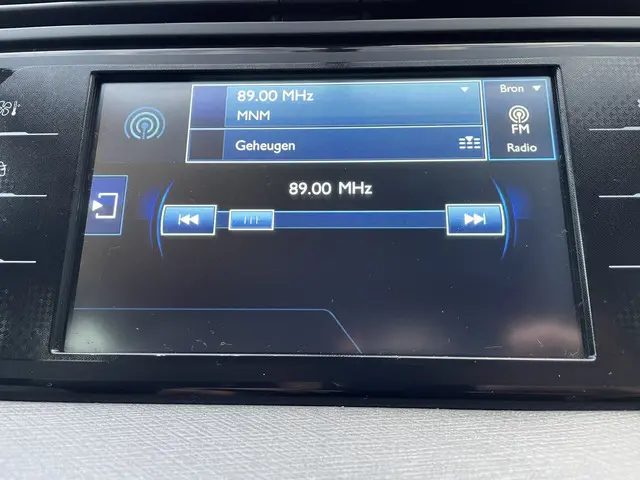 89.00 MHz
MNM
Geheugen
Bron
FM
Radio
89.00 MHz